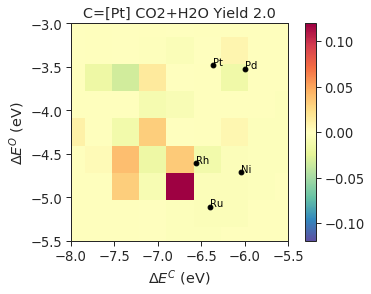 C=[Pt] CO2+H2O Yield 2.0
−3.0
−3.5
−4.0
−4.5
−5.0
−5.5
ΔE^O (eV)
Pt
Pd
Rh
Ni
Ru
−8.0 −7.5 −7.0 −6.5 −6.0 −5.5
ΔE^C (eV)
0.10
0.05
0.00
−0.05
−0.10